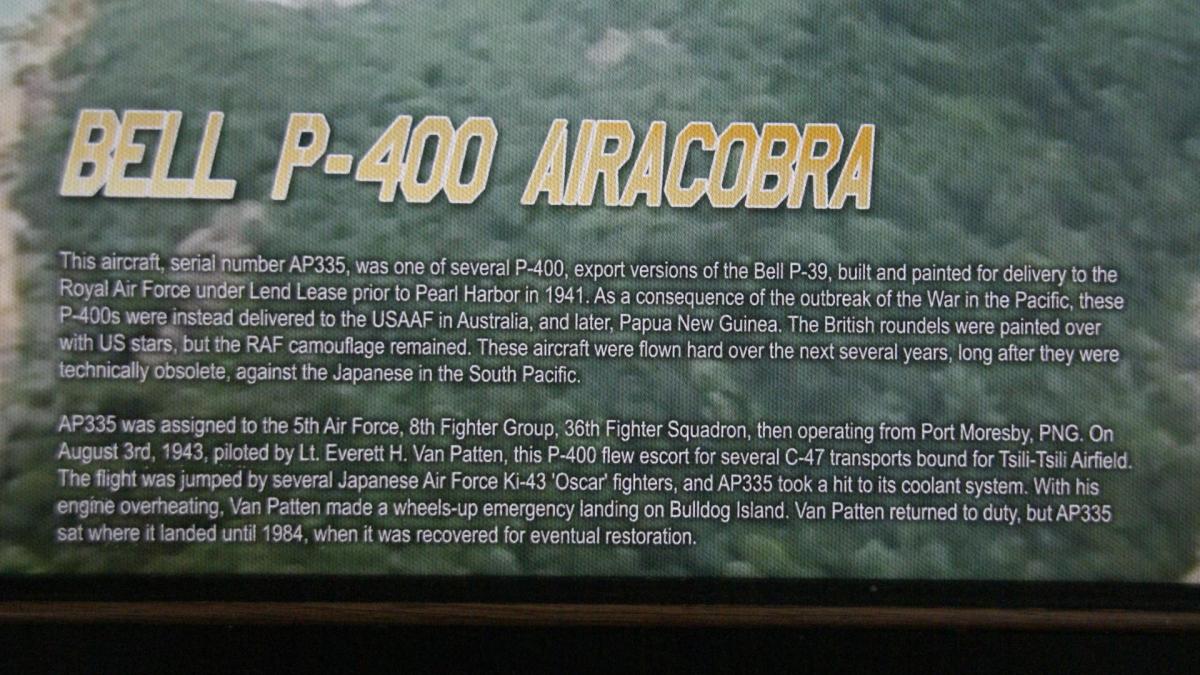 BELL P-400 AIRACOBRA
This aircraft, serial number AP335, was one of several P-400, export versions of the Bell P-39, built and painted for delivery to the
Royal Air Force under Lend Lease prior to Pearl Harbor in 1941. As a consequence of the outbreak of the War in the Pacific, these
P-400s were instead delivered to the USAAF in Australia, and later, Papua New Guinea. The British roundels were painted over
with US stars, but the RAF camouflage remained. These aircraft were flown hard over the next several years, long after they were
technically obsolete, against the Japanese in the South Pacific.
AP335 was assigned to the 5th Air Force, 8th Fighter Group, 36th Fighter Squadron, then operating from Port Moresby, PNG. On
August 3rd, 1943, piloted by Lt. Everett H. Van Patten, this P-400 flew escort for several C-47 transports bound for Tsili-Tsili Airfield.
The flight was jumped by several Japanese Air Force Ki-43 'Oscar' fighters, and AP335 took a hit to its coolant system. With his
engine overheating, Van Patten made a wheels-up emergency landing on Bulldog Island. Van Patten returned to duty, but AP335
sat where it landed until 1984, when it was recovered for eventual restoration.